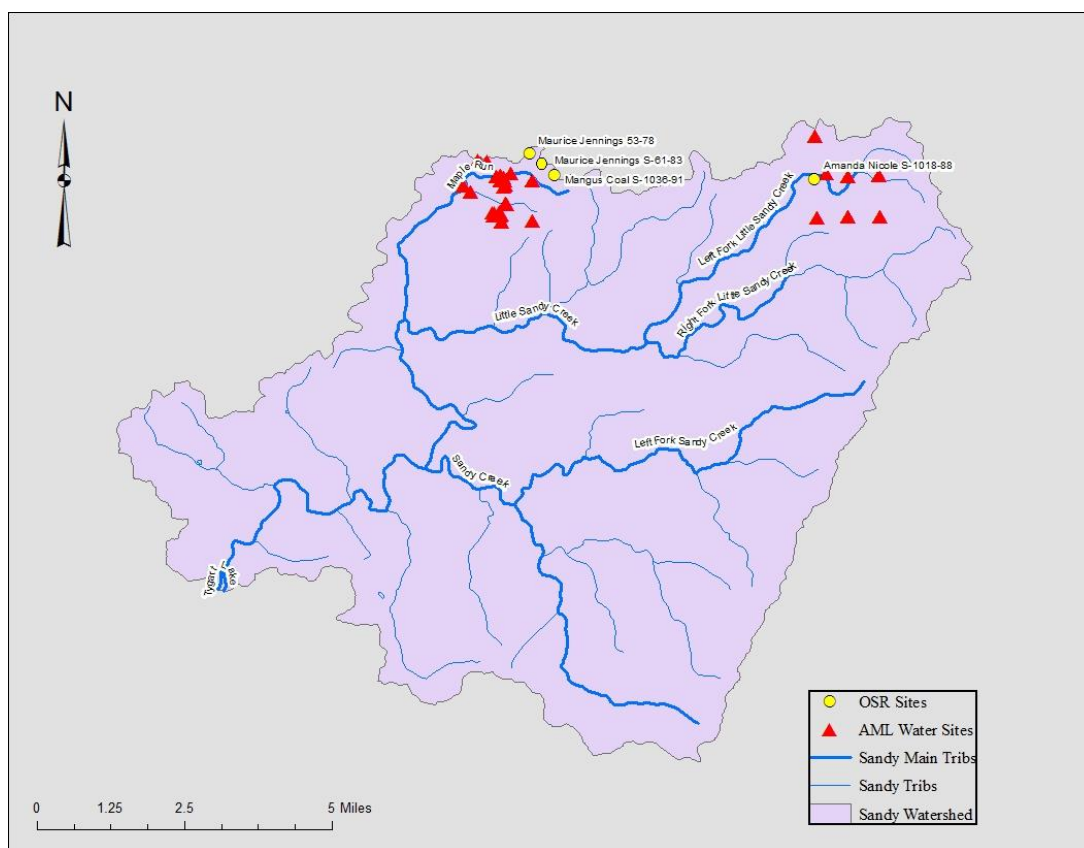 N
Maurice Jennings 53-78
Maurice Jennings S-61-83
Mangus Coal S-1036-91
Amanda Nicole S-1018-88
Maple Run
Left Fork Little Sandy Creek
Right Fork Little Sandy Creek
Little Sandy Creek
Left Fork Sandy Creek
Sandy Creek
Tygart
Lake
OSR Sites
AML Water Sites
Sandy Main Tribs
Sandy Tribs
Sandy Watershed
0 1.25 2.5 5 Miles